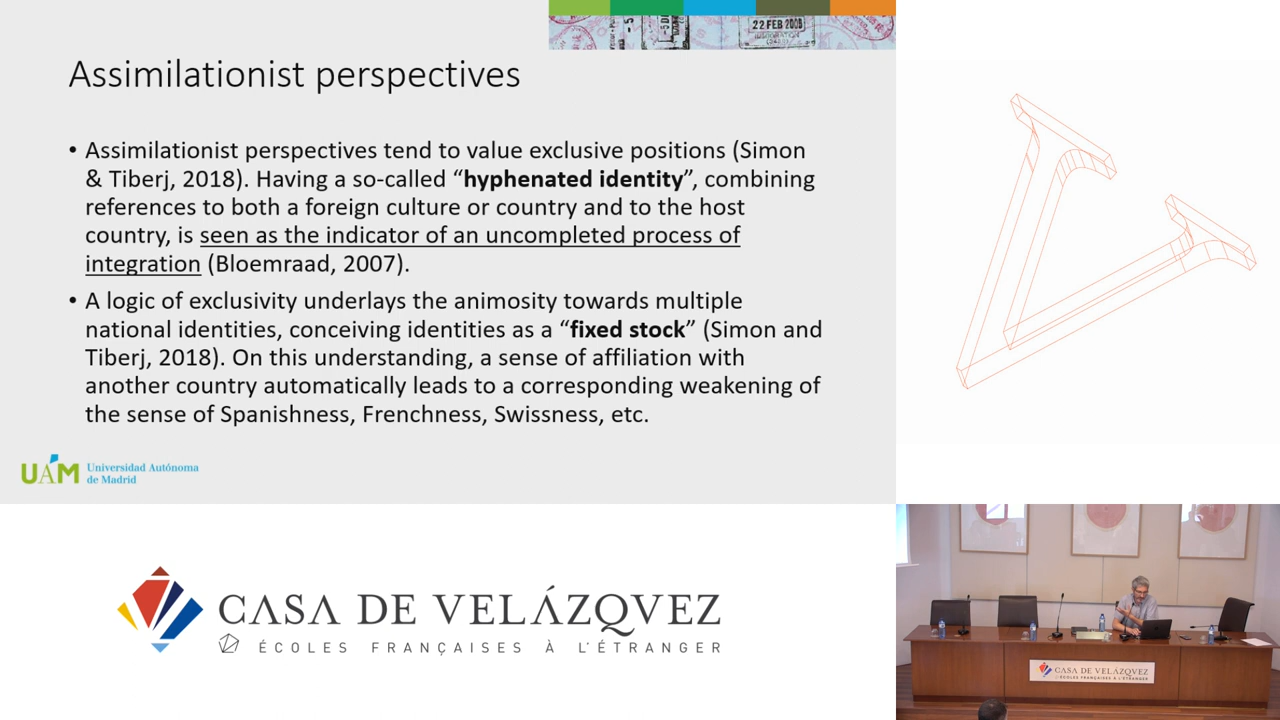 22 FEB 2008
IMMIGRATION
Assimilationist perspectives
• Assimilationist perspectives tend to value exclusive positions (Simon
& Tiberj, 2018). Having a so-called “hyphenated identity”, combining
references to both a foreign culture or country and to the host
country, is seen as the indicator of an uncompleted process of
integration (Bloemraad, 2007).
• A logic of exclusivity underlays the animosity towards multiple
national identities, conceiving identities as a “fixed stock” (Simon and
Tiberj, 2018). On this understanding, a sense of affiliation with
another country automatically leads to a corresponding weakening of
the sense of Spanishness, Frenchness, Swissness, etc.
UAM Universidad Autónoma
de Madrid
CASA DE VELÁZQVEZ
ÉCOLES FRANÇAISES À L'ÉTRANGER
CASA DE VELÁZQVEZ
ÉCOLES FRANÇAISES À L'ÉTRANGER